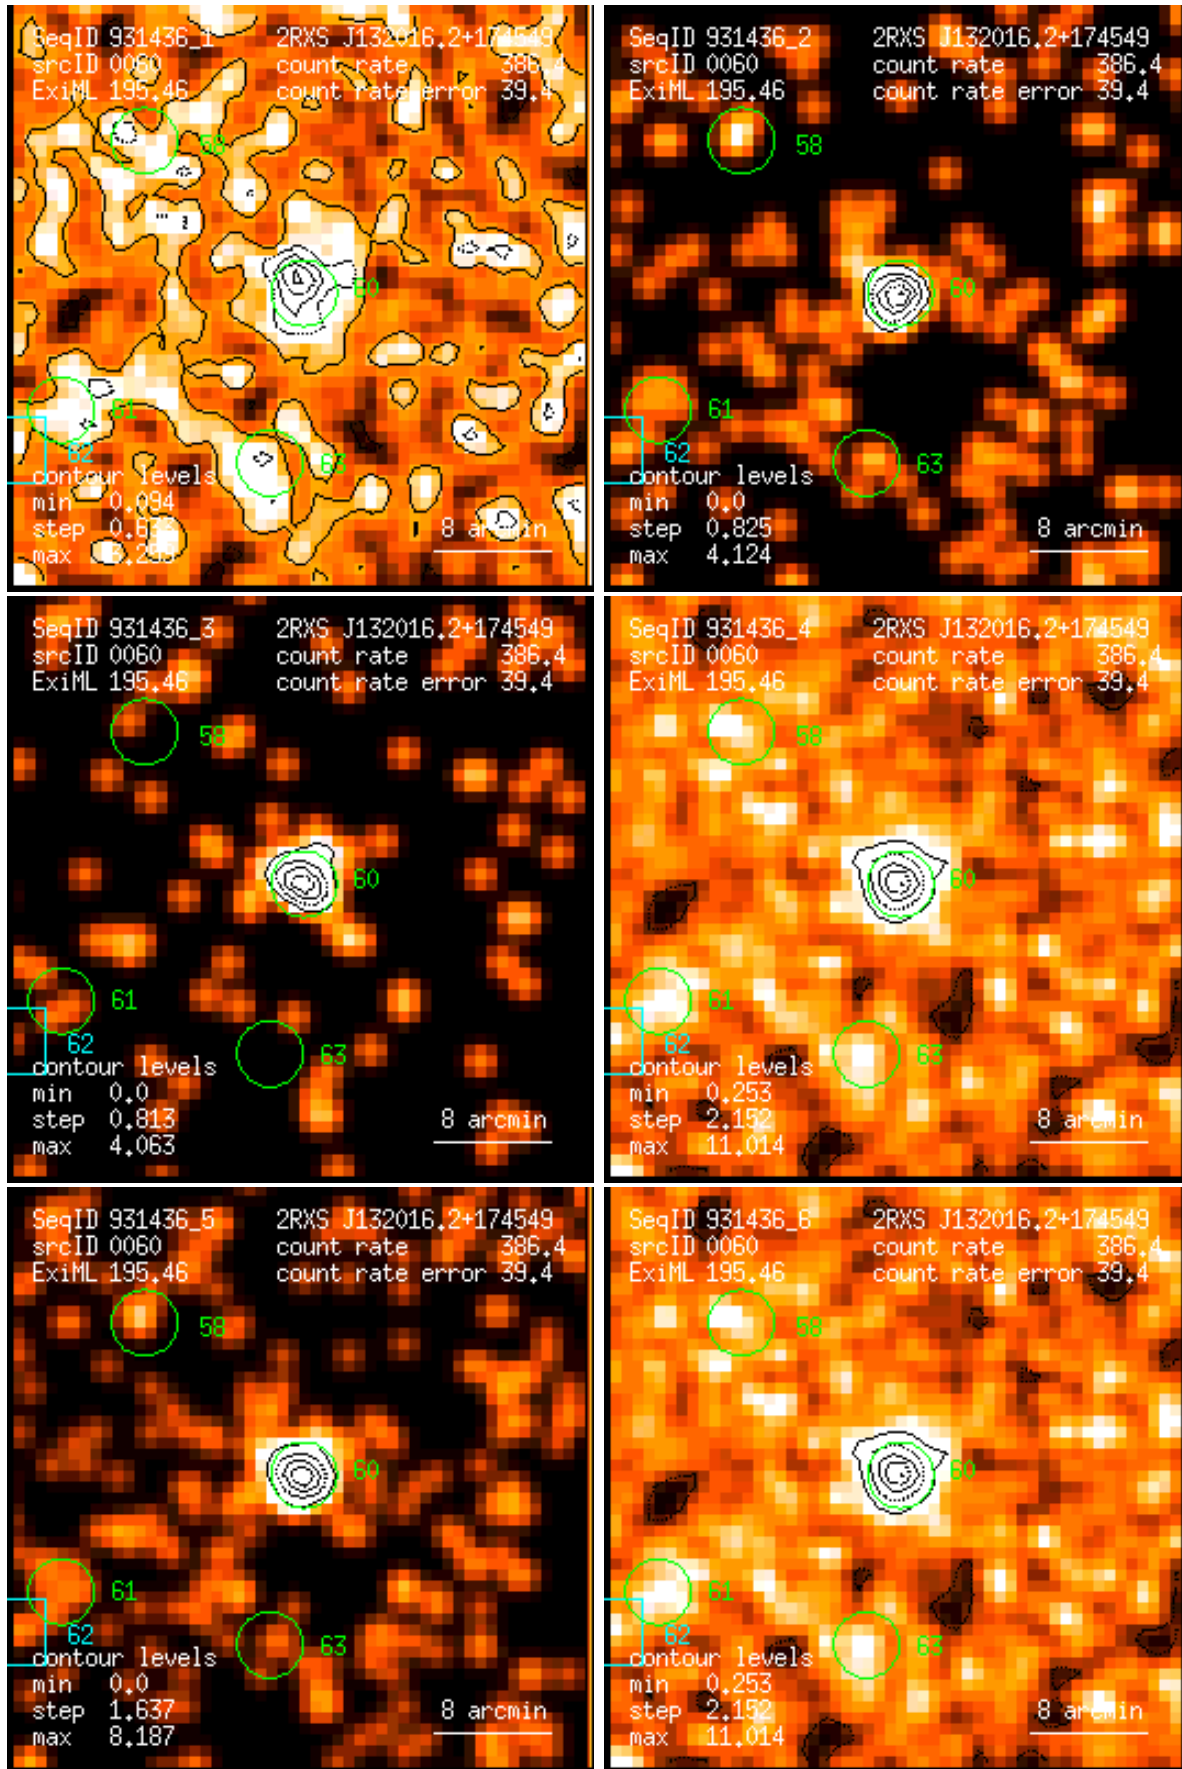 SeqID 931436_1 2RXS J132016.2+174549
srcID 0060 count rate 386.4
ExiML 195.46 count rate error 39.4
58
60
61
62
63
contour levels
min 0.094
step
max 8 arcmin
SeqID 931436_2 2RXS J132016.2+174549
srcID 0060 count rate 386.4
ExiML 195.46 count rate error 39.4
58
60
61
62
63
contour levels
min 0.0
step 0.825 8 arcmin
max 4.124
SeqID 931436_3 2RXS J132016.2+174549
srcID 0060 count rate 386.4
ExiML 195.46 count rate error 39.4
58
60
61
62
63
contour levels
min 0.0
step 0.813 8 arcmin
max 4.063
SeqID 931436_4 2RXS J132016.2+174549
srcID 0060 count rate 386.4
ExiML 195.46 count rate error 39.4
58
60
61
62
63
contour levels
min 0.253
step 2.152 8 arcmin
max 11.014
SeqID 931436_5 2RXS J132016.2+174549
srcID 0060 count rate 386.4
ExiML 195.46 count rate error 39.4
58
60
61
62
63
contour levels
min 0.0
step 1.637 8 arcmin
max 8.187
SeqID 931436_6 2RXS J132016.2+174549
srcID 0060 count rate 386.4
ExiML 195.46 count rate error 39.4
58
60
61
62
63
contour levels
min 0.253
step 2.152 8 arcmin
max 11.014